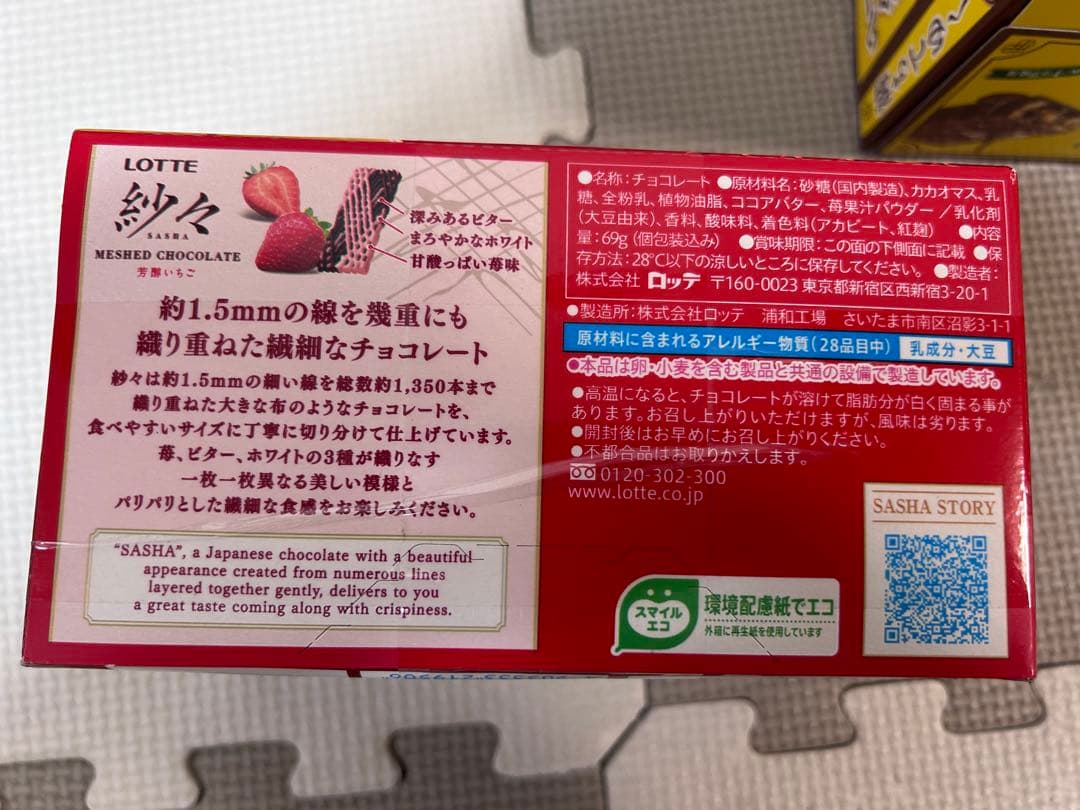 LOTTE
紗々
SASHA
MESHED CHOCOLATE
芳醇いちご
深みあるビター
まろやかなホワイト
甘酸っぱい苺味
約1.5mmの線を幾重にも
織り重ねた繊細なチョコレート
紗々は約1.5mmの細い線を総数約1,350本まで
織り重ねた大きな布のようなチョコレートを、
食べやすいサイズに丁寧に切り分けて仕上げています。
苺、ビター、ホワイトの3種が織りなす
一枚一枚異なる美しい模様と
パリパリとした繊細な食感をお楽しみください。
"SASHA", a Japanese chocolate with a beautiful
appearance created from numerous lines
layered together gently, delivers to you
a great taste coming along with crispiness.
●名称：チョコレート ●原材料名：砂糖(国内製造)、カカオマス、乳
糖、全粉乳、植物油脂、ココアバター、苺果汁パウダー／乳化剤
(大豆由来)、香料、酸味料、着色料(アカビート、紅麹) ●内容
量：69g(個包装込み) ●賞味期限：この面の下側面に記載 ●保
存方法：28℃以下の涼しいところに保存してください。 ●製造者：
株式会社 ロッテ 〒160-0023 東京都新宿区西新宿3-20-1
●製造所：株式会社ロッテ 浦和工場 さいたま市南区沼影3-1-1
原材料に含まれるアレルギー物質(28品目中) 乳成分・大豆
●本品は卵・小麦を含む製品と共通の設備で製造しています。
●高温になると、チョコレートが溶けて脂肪分が白く固まる事が
あります。お召し上がりいただけますが、風味は劣ります。
●開封後はお早めにお召し上がりください。
●不都合品はお取りかえします。
0120-302-300
www.lotte.co.jp
SASHA STORY
スマイル
エコ
環境配慮紙でエコ
外箱に再生紙を使用しています